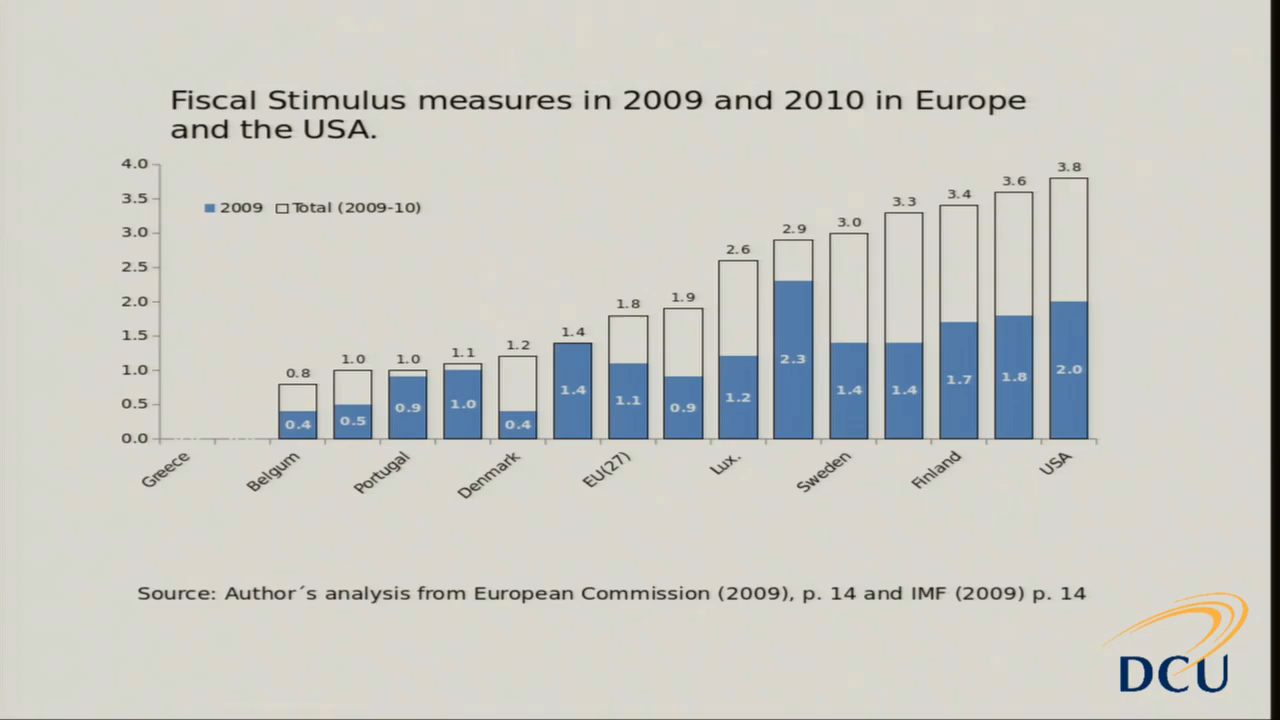 Fiscal Stimulus measures in 2009 and 2010 in Europe
and the USA.
4.0
3.5
3.0
2.5
2.0
1.5
1.0
0.5
0.0
2009 Total (2009-10)
0.8
1.0
1.0
1.1
1.2
1.4
1.8
1.9
2.6
2.9
3.0
3.3
3.4
3.6
3.8
0.4
0.5
0.9
1.0
0.4
1.4
1.1
0.9
1.2
2.3
1.4
1.4
1.7
1.8
2.0
Greece
Belgum
Portugal
Denmark
EU(27)
Lux.
Sweden
Finland
USA
Source: Author´s analysis from European Commission (2009), p. 14 and IMF (2009) p. 14
DCU